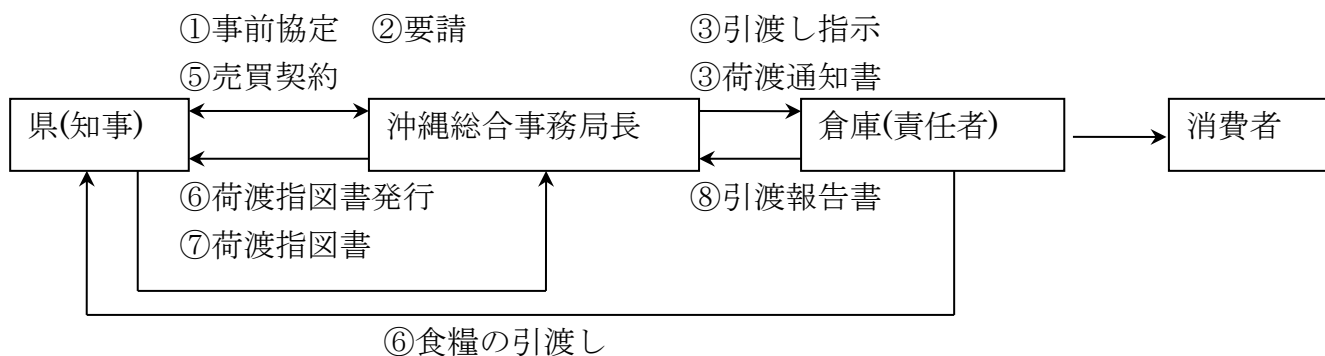 ①事前協定 ②要請
③引渡し指示
⑤売買契約
③荷渡通知書
県(知事)
沖縄総合事務局長
倉庫(責任者)
消費者
⑥荷渡指図書発行
⑧引渡報告書
⑦荷渡指図書
⑥食糧の引渡し